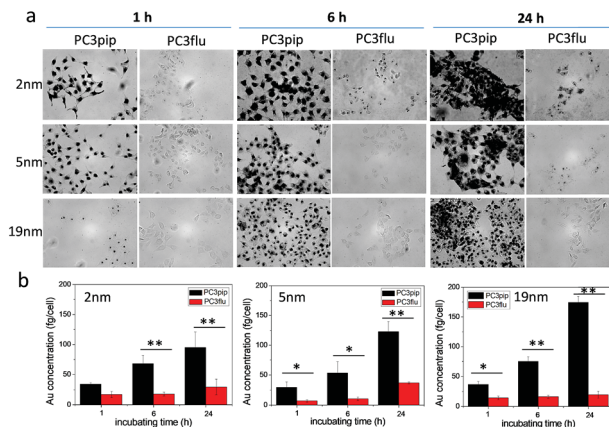 a
1 h
6 h
24 h
PC3pip PC3flu PC3pip PC3flu PC3pip PC3flu
2nm
5nm
19nm
b
Au concentration (fg/cell)
200
150
100
50
0
2nm
PC3pip
PC3flu
**
**
1 6 24
incubating time (h)
Au concentration (fg/cell)
200
150
100
50
0
5nm
PC3pip
PC3flu
*
*
**
1 6 24
incubating time (h)
Au concentration (fg/cell)
200
150
100
50
0
PC3pip
PC3flu
19nm
*
**
**
1 6 24
incubating time (h)